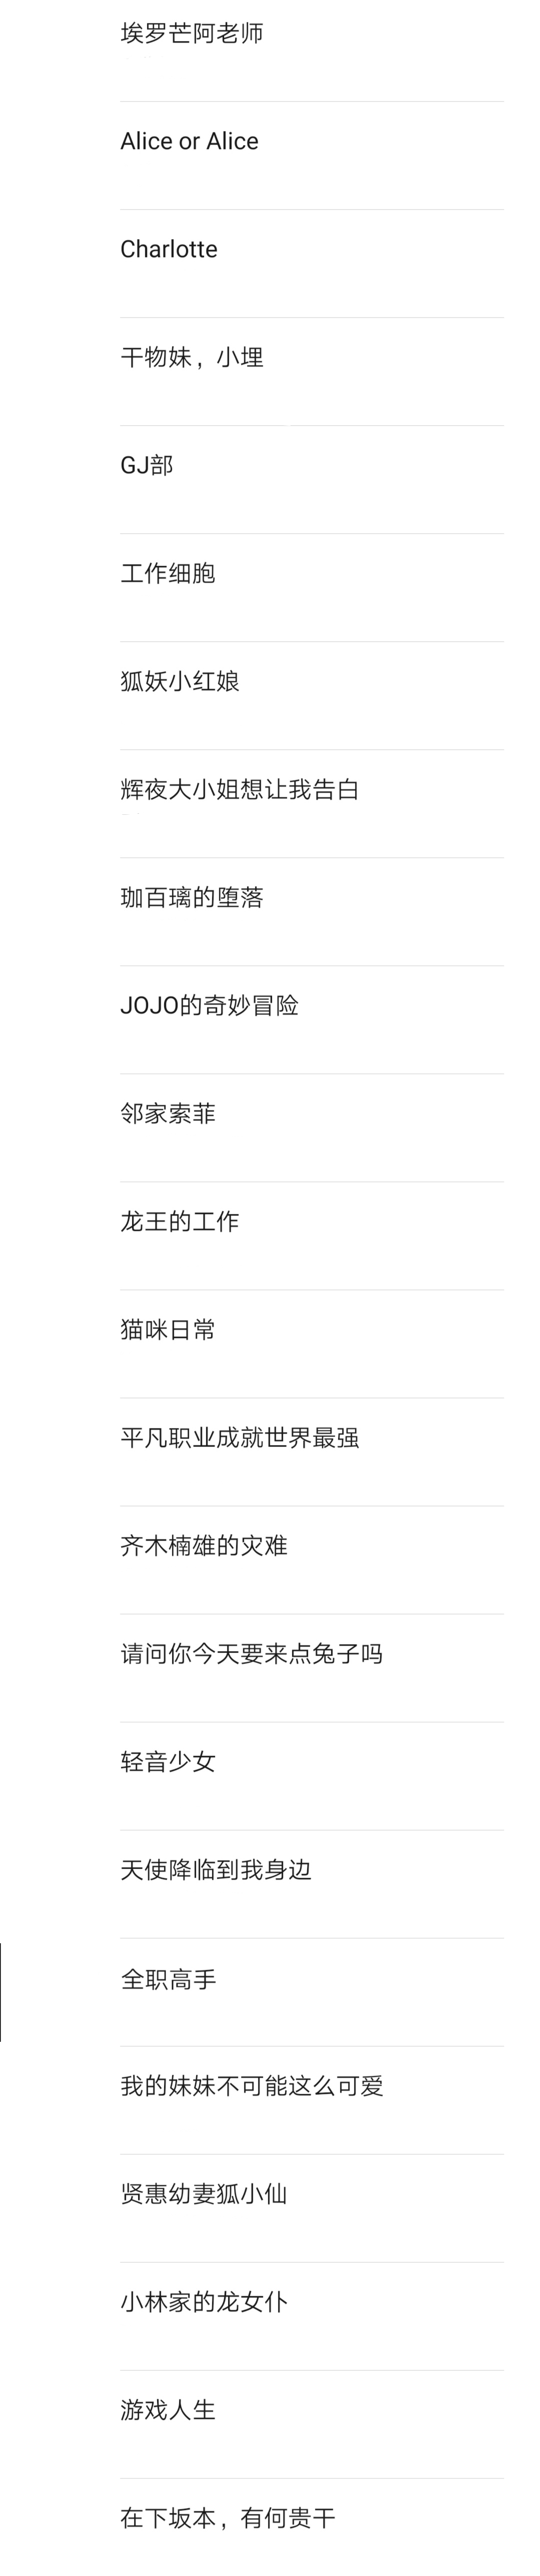 埃罗芒阿老师
Alice or Alice
Charlotte
干物妹，小埋
GJ部
工作细胞
狐妖小红娘
辉夜大小姐想让我告白
珈百璃的堕落
JOJO的奇妙冒险
邻家索菲
龙王的工作
猫咪日常
平凡职业成就世界最强
齐木楠雄的灾难
请问你今天要来点兔子吗
轻音少女
天使降临到我身边
全职高手
我的妹妹不可能这么可爱
贤惠幼妻狐小仙
小林家的龙女仆
游戏人生
在下坂本，有何贵干